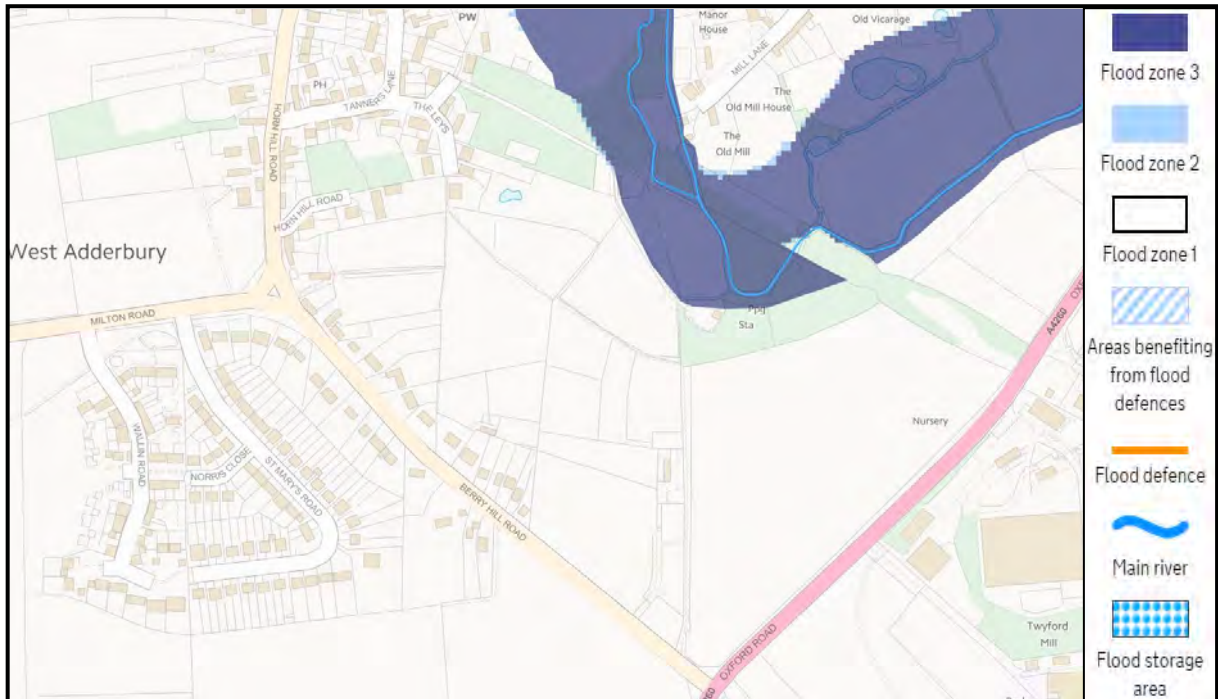 PW
Manor
House
Old Vicarage
MILL LANE
PH
TANNER'S LANE
THE LEYS
The
Old Mill House
The
Old Mill
HORN HILL ROAD
HORN HILL ROAD
West Adderbury
MILTON ROAD
Ppg
Sta
A4260
Nursery
WALLIN ROAD
NORRIS CLOSE
ST MARY'S ROAD
BERRY HILL ROAD
OXFORD ROAD
Twyford
Mill
Flood zone 3
Flood zone 2
Flood zone 1
Areas benefiting
from flood
defences
Flood defence
Main river
Flood storage
area